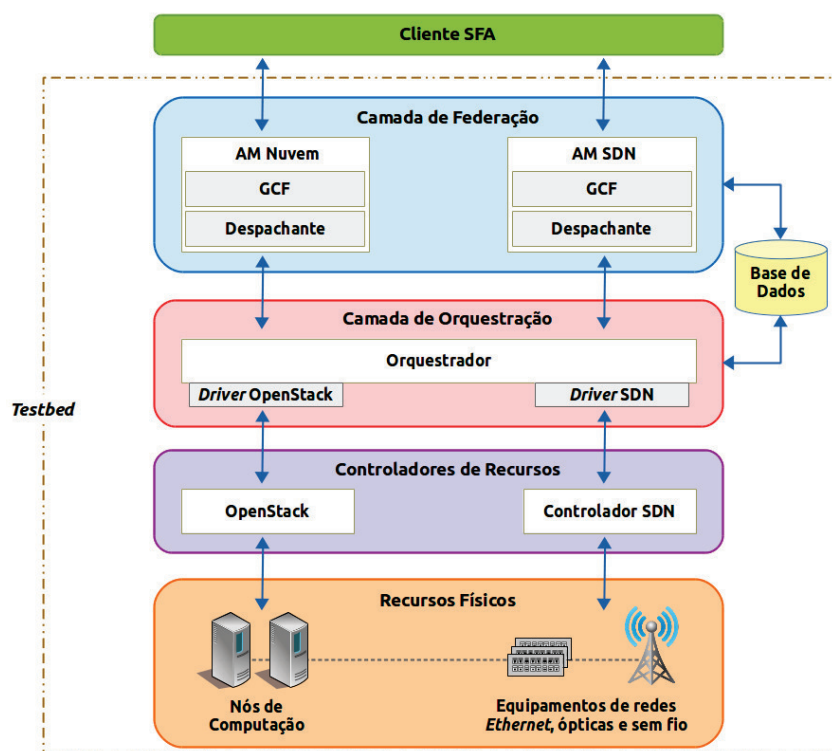 Cliente SFA
Camada de Federação
AM Nuvem
GCF
Despachante
AM SDN
GCF
Despachante
Base de
Dados
Camada de Orquestração
Orquestrador
Driver OpenStack
Driver SDN
Testbed
Controladores de Recursos
OpenStack
Controlador SDN
Recursos Físicos
Nós de
Computação
Equipamentos de redes
Ethernet, ópticas e sem fio